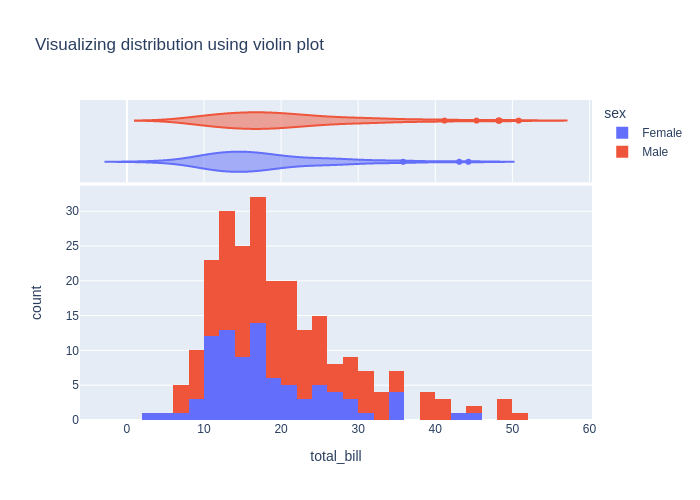 Visualizing distribution using violin plot
sex
Female
Male
30
25
20
15
10
5
0
count
0 10 20 30 40 50 60
total_bill